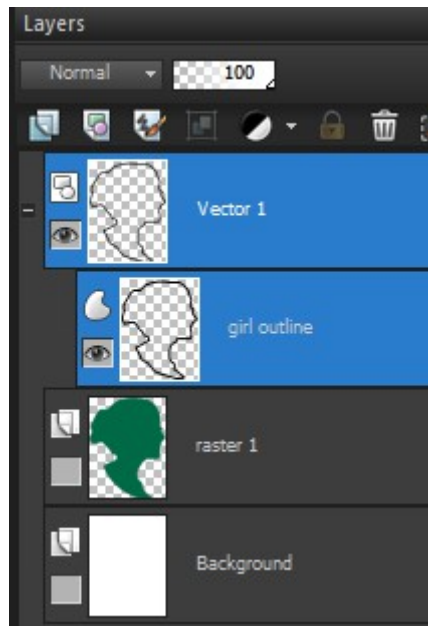 Layers
Normal 100
Vector 1
girl outline
raster 1
Background